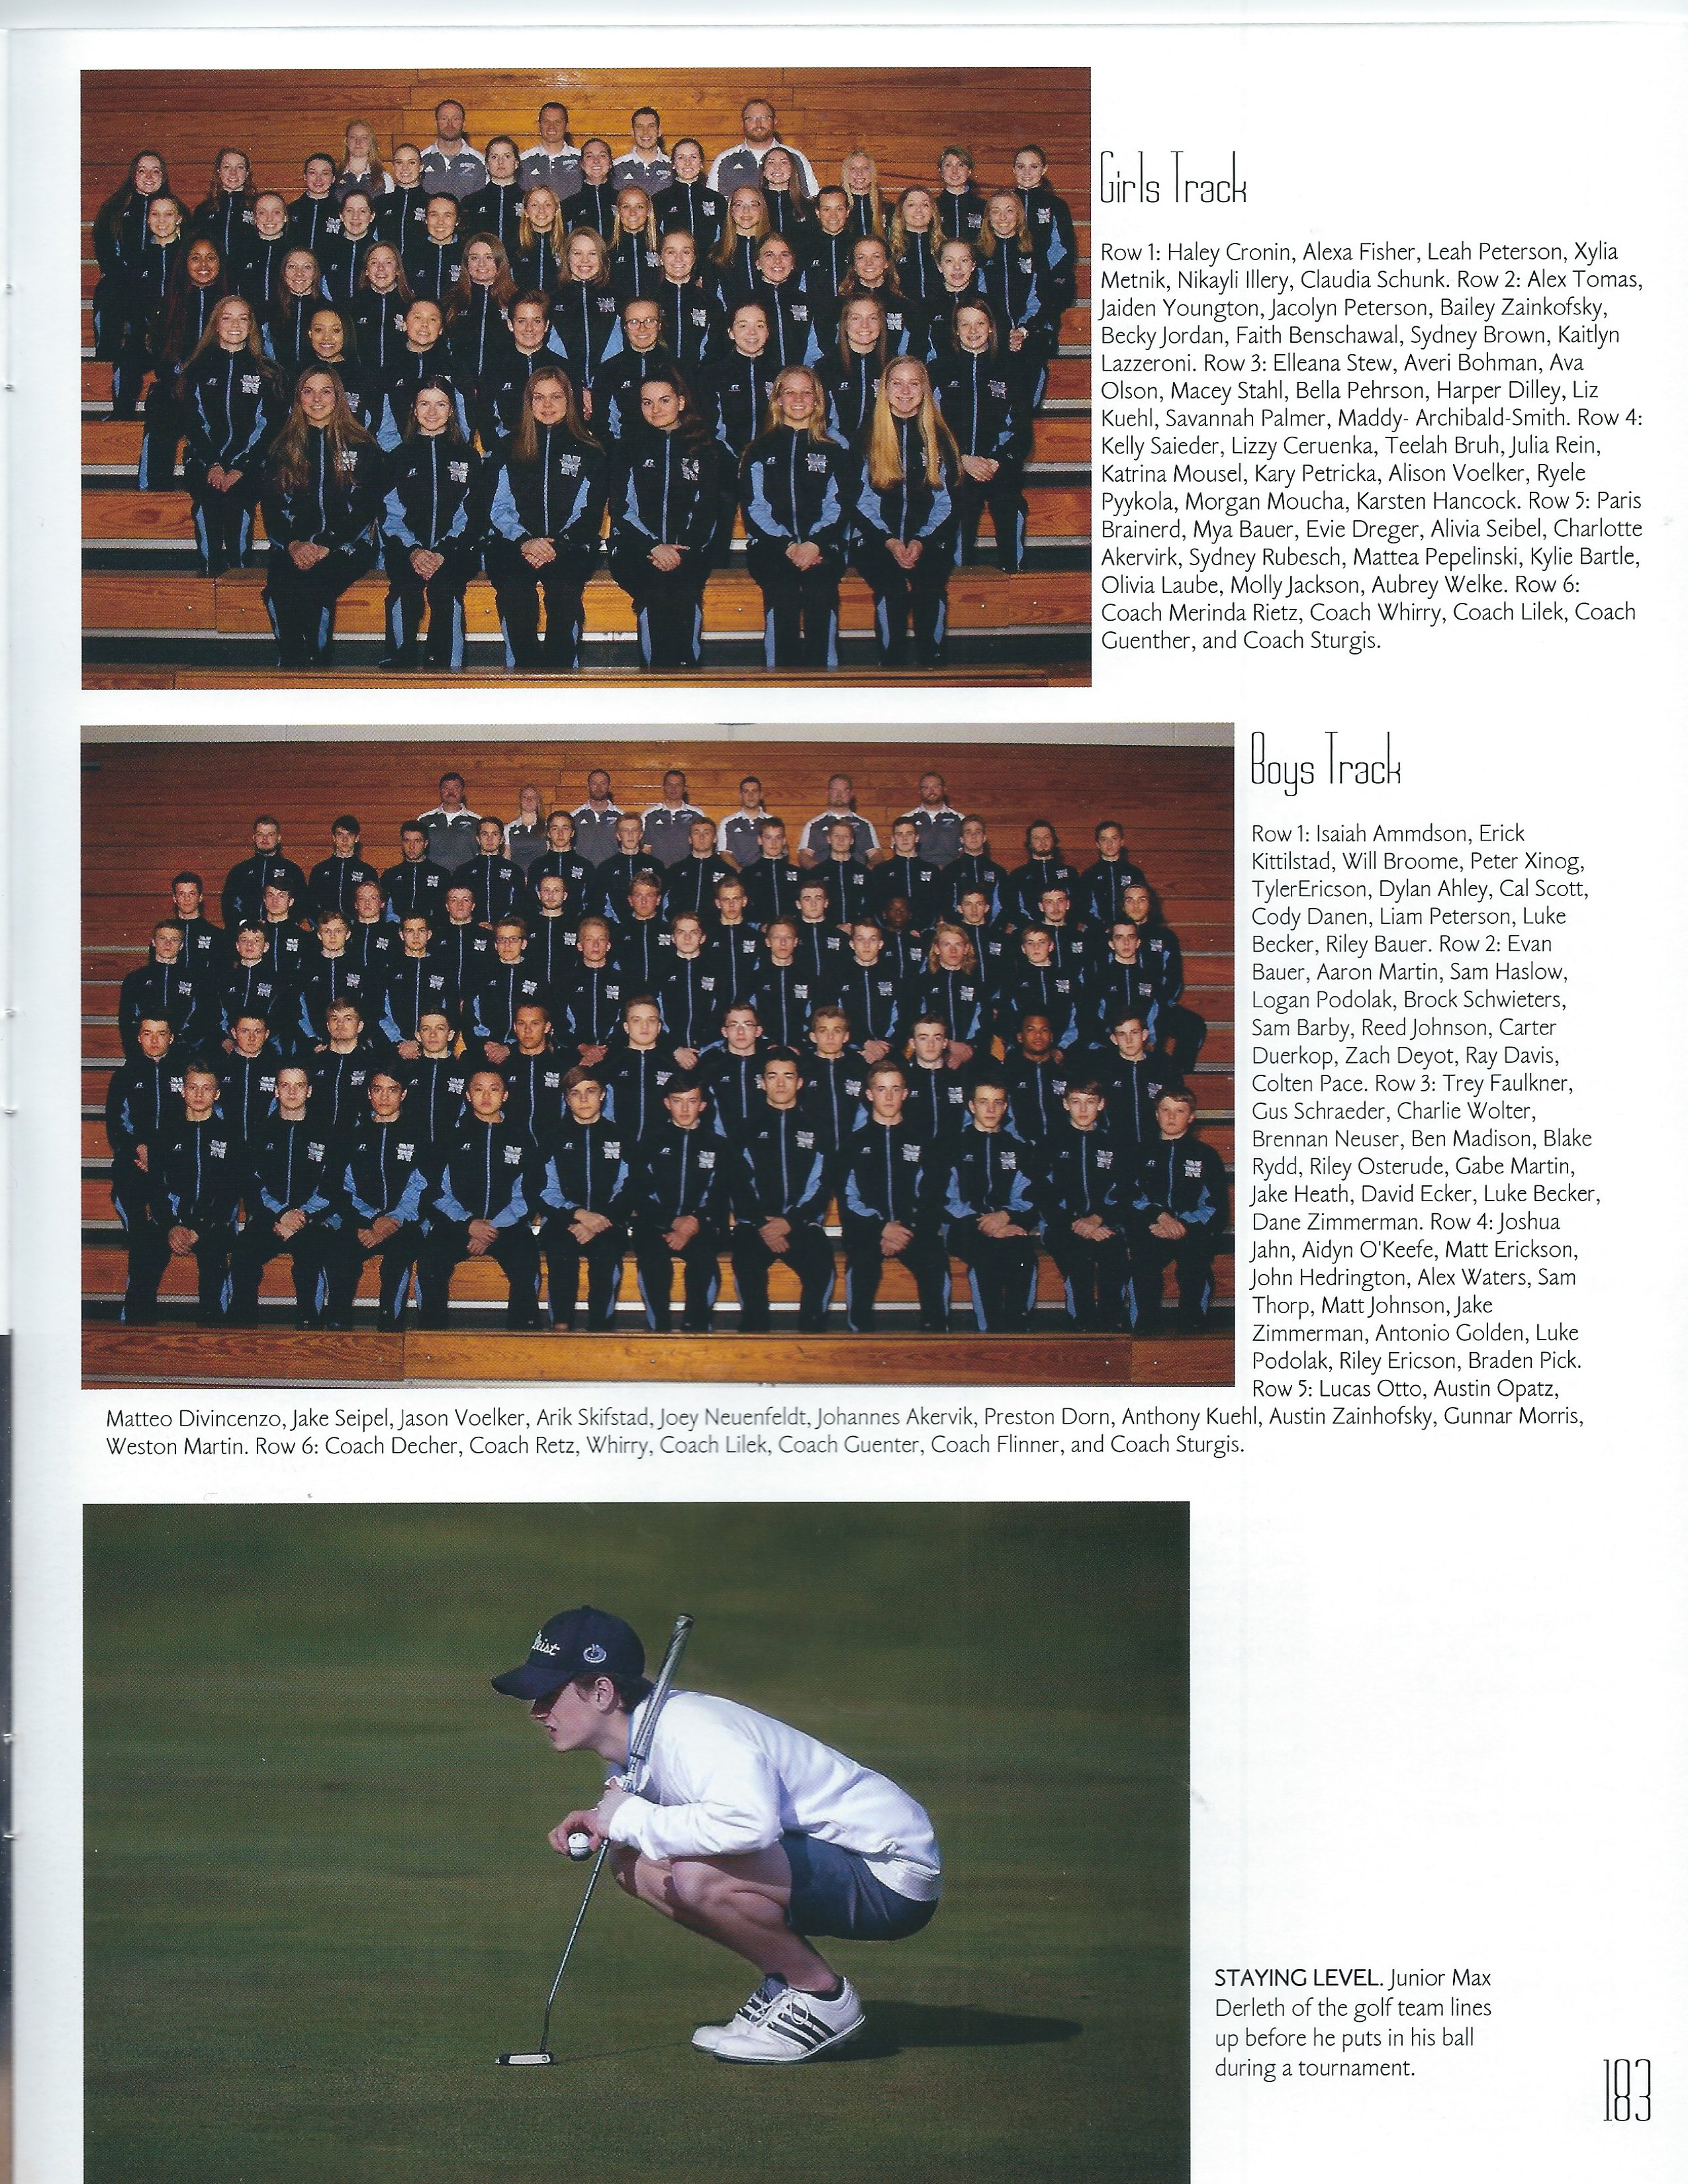 Girls Track
Row 1: Haley Cronin, Alexa Fisher, Leah Peterson, Xylia
Metnik, Nikayli Illery, Claudia Schunk. Row 2: Alex Tomas,
Jaiden Youngton, Jacolyn Peterson, Bailey Zainkofsky,
Becky Jordan, Faith Benschawal, Sydney Brown, Kaitlyn
Lazzeroni. Row 3: Elleana Stew, Averi Bohman, Ava
Olson, Macey Stahl, Bella Pehrson, Harper Dilley, Liz
Kuehl, Savannah Palmer, Maddy- Archibald-Smith. Row 4:
Kelly Saieder, Lizzy Ceruenka, Teelah Bruh, Julia Rein,
Katrina Mousel, Kary Petricka, Alison Voelker, Ryele
Pyykola, Morgan Moucha, Karsten Hancock. Row 5: Paris
Brainerd, Mya Bauer, Evie Dreger, Alivia Seibel, Charlotte
Akervirk, Sydney Rubesch, Mattea Pepelinski, Kylie Bartle,
Olivia Laube, Molly Jackson, Aubrey Welke. Row 6:
Coach Merinda Rietz, Coach Whirry, Coach Lilek, Coach
Guenther, and Coach Sturgis.
Boys Track
Row 1: Isaiah Ammdson, Erick
Kittilstad, Will Broome, Peter Xinog,
TylerEricson, Dylan Ahley, Cal Scott,
Cody Danen, Liam Peterson, Luke
Becker, Riley Bauer. Row 2: Evan
Bauer, Aaron Martin, Sam Haslow,
Logan Podolak, Brock Schwieters,
Sam Barby, Reed Johnson, Carter
Duerkop, Zach Deyot, Ray Davis,
Colten Pace. Row 3: Trey Faulkner,
Gus Schraeder, Charlie Wolter,
Brennan Neuser, Ben Madison, Blake
Rydd, Riley Osterude, Gabe Martin,
Jake Heath, David Ecker, Luke Becker,
Dane Zimmerman. Row 4: Joshua
Jahn, Aidyn O'Keefe, Matt Erickson,
John Hedrington, Alex Waters, Sam
Thorp, Matt Johnson, Jake
Zimmerman, Antonio Golden, Luke
Podolak, Riley Ericson, Braden Pick.
Row 5: Lucas Otto, Austin Opatz,
Matteo Divincenzo, Jake Seipel, Jason Voelker, Arik Skifstad, Joey Neuenfeldt, Johannes Akervik, Preston Dorn, Anthony Kuehl, Austin Zainhofsky, Gunnar Morris,
Weston Martin. Row 6: Coach Decher, Coach Retz, Whirry, Coach Lilek, Coach Guenter, Coach Flinner, and Coach Sturgis.
STAYING LEVEL. Junior Max
Derleth of the golf team lines
up before he puts in his ball
during a tournament.
183